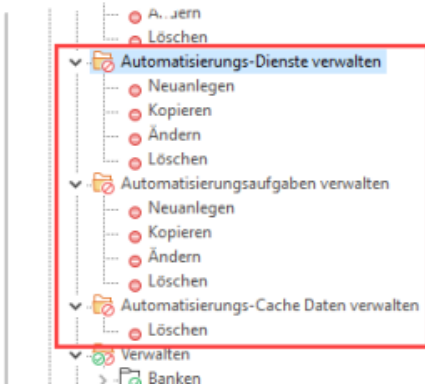 Löschen
Automatisierungs-Dienste verwalten
Neuanlegen
Kopieren
Ändern
Löschen
Automatisierungsaufgaben verwalten
Neuanlegen
Kopieren
Ändern
Löschen
Automatisierungs-Cache Daten verwalten
Löschen
Verwalten
Banken